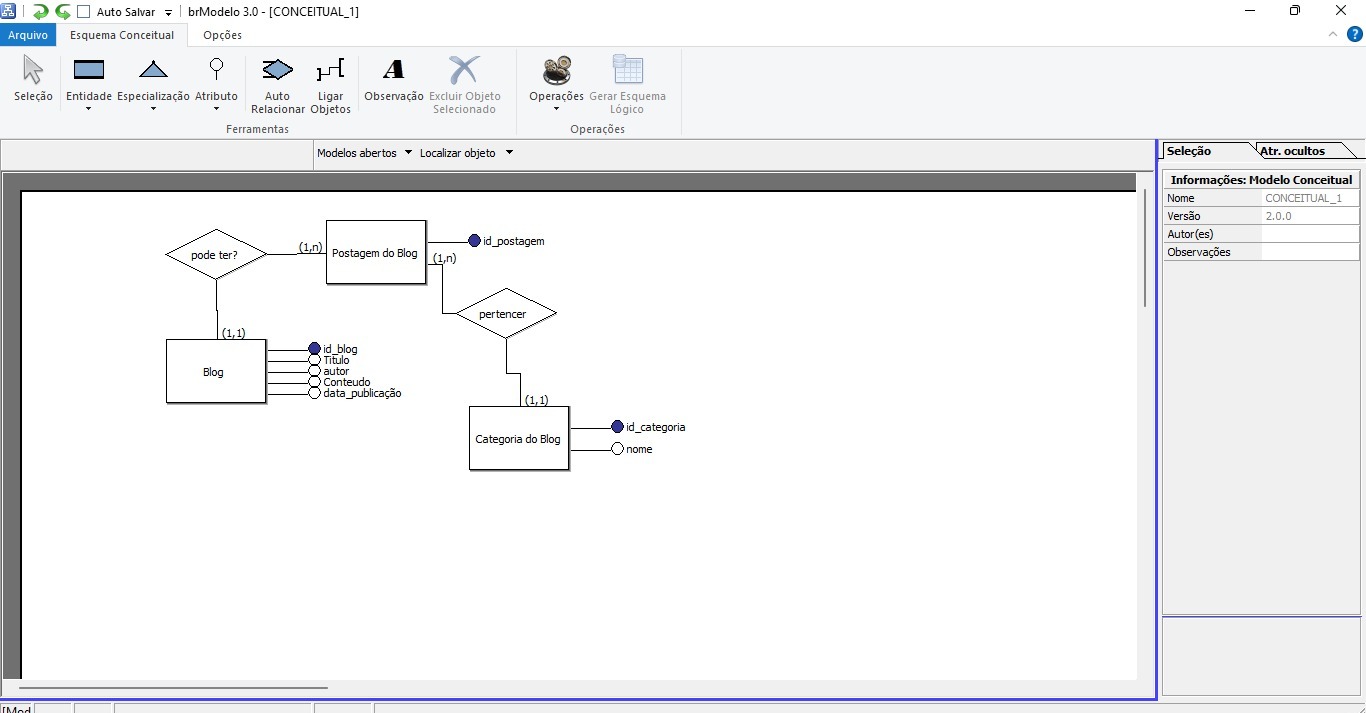 Auto Salvar
brModelo 3.0 - [CONCEITUAL_1]
Arquivo
Esquema Conceitual
Opções
?
Seleção
Entidade
Especialização
Atributo
Auto
Relacionar
Ligar
Objetos
A
Observação
Excluir Objeto
Selecionado
Operações
Gerar Esquema
Lógico
Ferramentas
Operações
Modelos abertos
Localizar objeto
Seleção
Atr. ocultos
Informações: Modelo Conceitual
Nome CONCEITUAL_1
Versão 2.0.0
Autor(es)
Observações
pode ter?
(1,n)
Postagem do Blog
id_postagem
(1,n)
pertencer
(1,1)
Blog
id_blog
Titulo
autor
Conteudo
data_publicação
(1,1)
Categoria do Blog
id_categoria
nome
[Mod